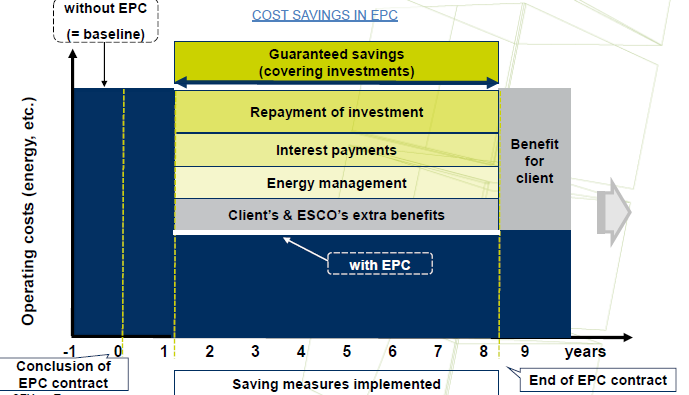 without EPC
(= baseline)
COST SAVINGS IN EPC
Guaranteed savings
(covering investments)
Operating costs (energy, etc.)
Repayment of investment
Interest payments
Energy management
Client's & ESCO's extra benefits
Benefit
for
client
with EPC
-1 0 1 2 3 4 5 6 7 8 9 years
Conclusion of
EPC contract
Saving measures implemented
End of EPC contract